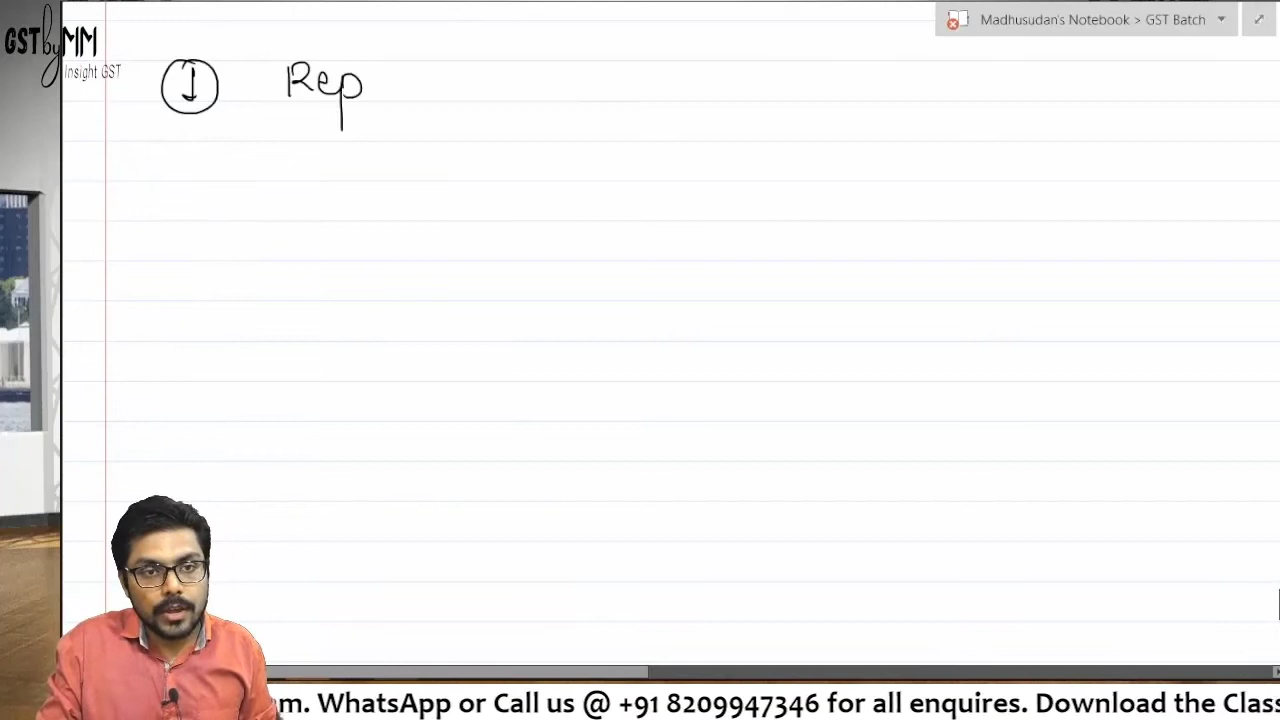 GST by MM
Insight GST
Madhusudan's Notebook > GST Batch
I Rep
m. WhatsApp or Call us @ +91 8209947346 for all enquires. Download the Class